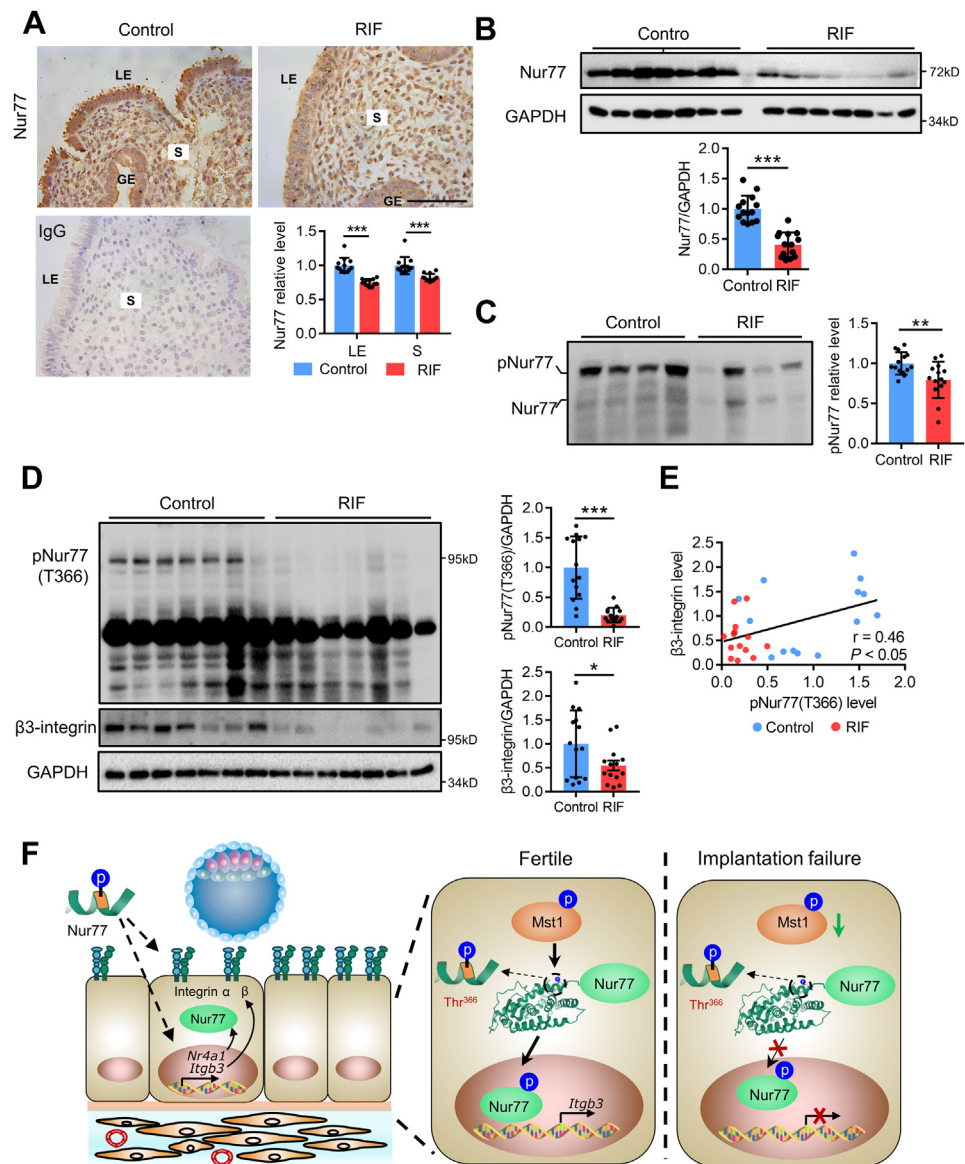 A
Control
RIF
Nur77
LE
S
GE
LE
S
GE
IgG
LE
S
Nur77 relative level
1.5
1.0
0.5
0.0
***
***
LE
S
Control
RIF
B
Contro
RIF
Nur77
72kD
GAPDH
34kD
Nur77/GAPDH
2.0
1.5
1.0
0.5
0.0
***
Control
RIF
C
Control
RIF
pNur77
Nur77
pNur77 relative level
2.0
1.5
1.0
0.5
0.0
**
Control
RIF
D
Control
RIF
pNur77
(T366)
95kD
β3-integrin
95kD
GAPDH
34kD
pNur77(T366)/GAPDH
2.0
1.5
1.0
0.5
0.0
***
Control
RIF
β3-integrin/GAPDH
2.5
2.0
1.5
1.0
0.5
0.0
*
Control
RIF
E
β3-integrin level
2.5
2.0
1.5
1.0
0.5
0.0
r = 0.46
P < 0.05
0.0 0.5 1.0 1.5 2.0
pNur77(T366) level
Control
RIF
F
p
Nur77
Integrin α β
Nur77
Nr4a1
Itgb3
Fertile
p
Mst1
p
Thr366
Nur77
p
Nur77
Itgb3
Implantation failure
p
Mst1
p
Thr366
Nur77
p
Nur77